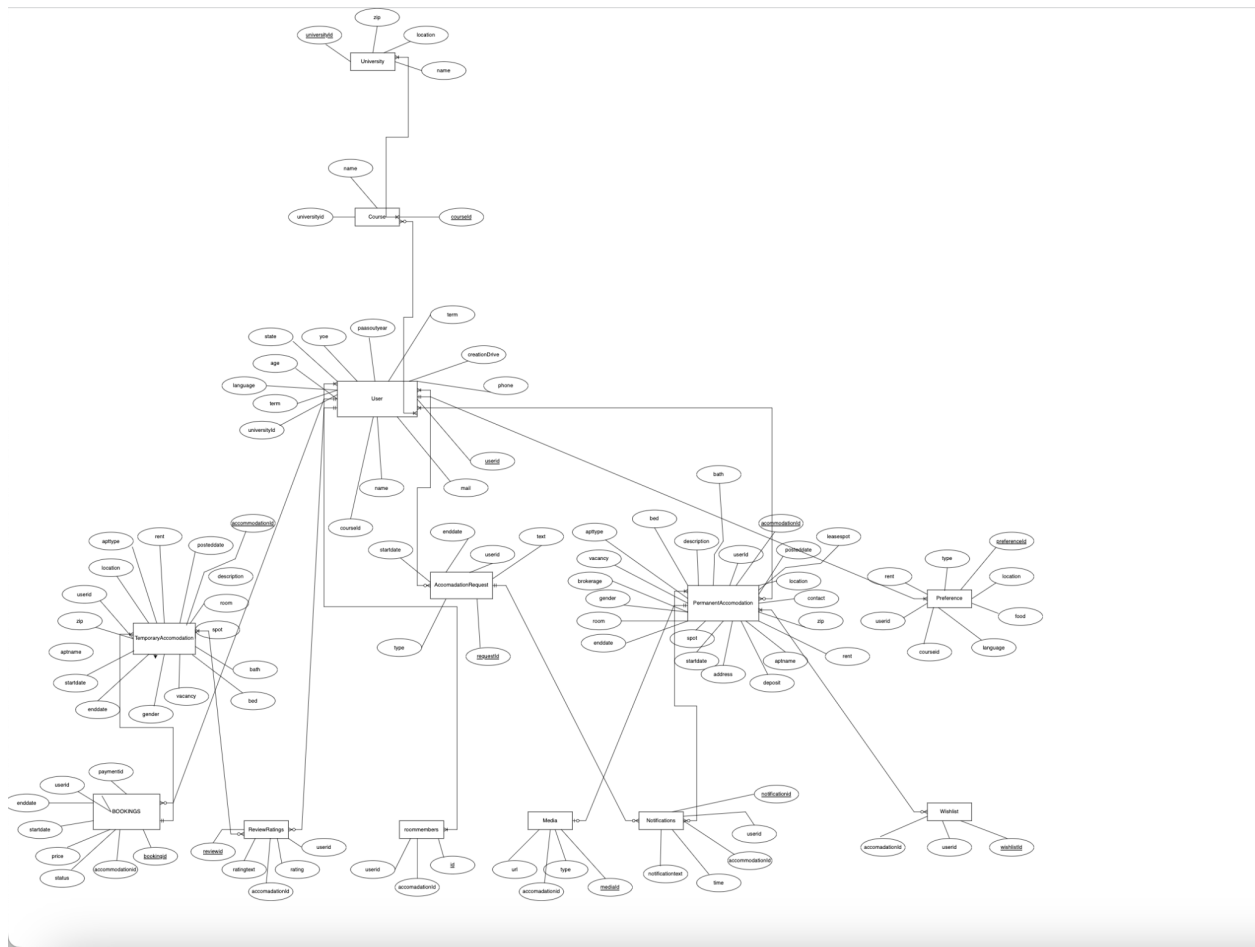 zip
universityId
location
University
name
name
universityid
Course
courseId
term
paasoutyear
state
yoe
creationDrive
age
language
phone
User
term
universityId
userid
name
mail
courseId
bath
accommodationId
bed
acommodationId
rent
apttype
posteddate
enddate
text
apttype
description
leasespot
preferenceId
startdate
userid
userId
posteddate
type
location
vacancy
description
AccomadationRequest
brokerage
location
rent
location
userid
room
gender
PermanentAccomodation
contact
Preference
food
zip
spot
room
zip
userid
TemporaryAccomodation
spot
enddate
type
requestId
startdate
aptname
rent
courseid
language
aptname
address
deposit
startdate
bath
vacancy
bed
enddate
gender
paymentId
userid
enddate
BOOKINGS
notificationid
startdate
ReviewRatings
roommembers
Media
Notifications
Wishlist
userid
price
bookingId
reviewid
userid
accomadationId
userid
wishlistId
status
accommodationId
ratingtext
rating
userid
id
url
type
notificationtext
accommodationId
accomadationId
accomadationId
accomadationId
mediaId
time